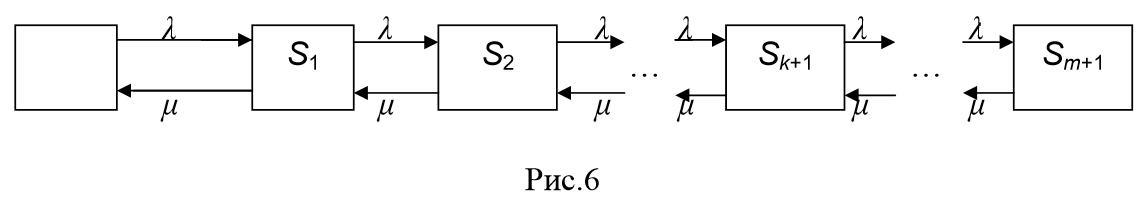 λ λ λ λ λ λ
S₁ S₂ … Sₖ₊₁ … Sₘ₊₁
μ μ μ μ μ μ
Рис.6